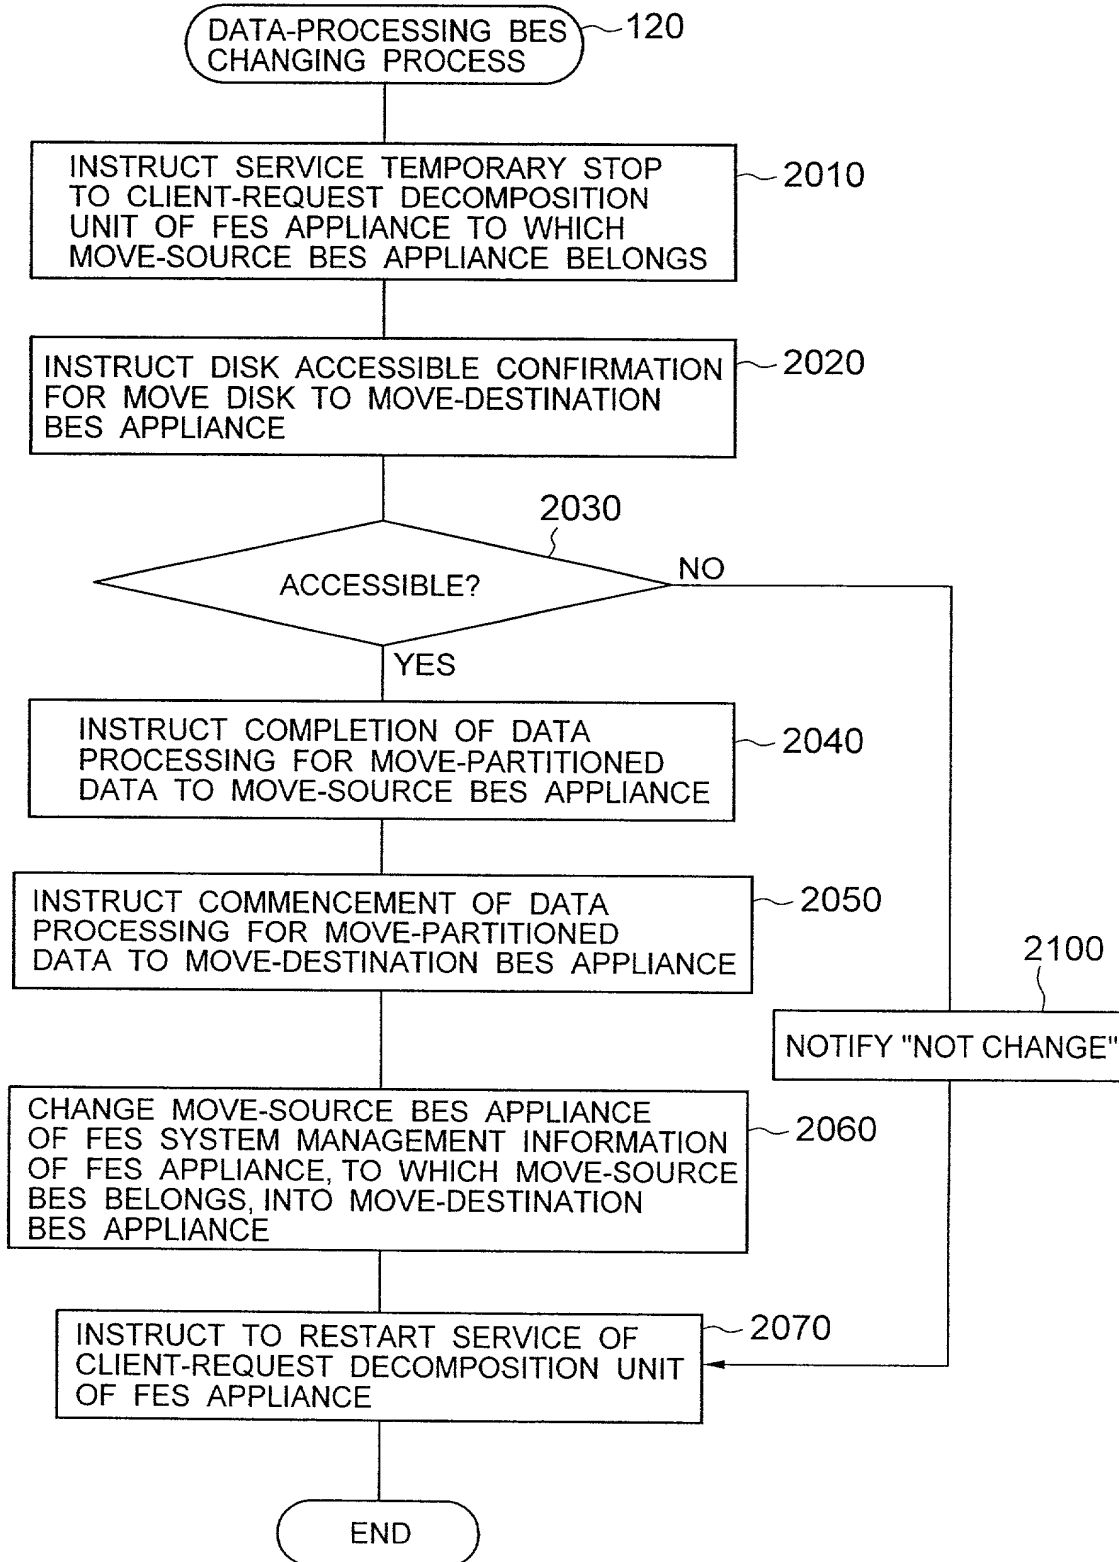 DATA-PROCESSING BES
CHANGING PROCESS
120
INSTRUCT SERVICE TEMPORARY STOP
TO CLIENT-REQUEST DECOMPOSITION
UNIT OF FES APPLIANCE TO WHICH
MOVE-SOURCE BES APPLIANCE BELONGS
2010
INSTRUCT DISK ACCESSIBLE CONFIRMATION
FOR MOVE DISK TO MOVE-DESTINATION
BES APPLIANCE
2020
2030
ACCESSIBLE?
NO
YES
INSTRUCT COMPLETION OF DATA
PROCESSING FOR MOVE-PARTITIONED
DATA TO MOVE-SOURCE BES APPLIANCE
2040
INSTRUCT COMMENCEMENT OF DATA
PROCESSING FOR MOVE-PARTITIONED
DATA TO MOVE-DESTINATION BES APPLIANCE
2050
2100
NOTIFY "NOT CHANGE"
CHANGE MOVE-SOURCE BES APPLIANCE
OF FES SYSTEM MANAGEMENT INFORMATION
OF FES APPLIANCE, TO WHICH MOVE-SOURCE
BES BELONGS, INTO MOVE-DESTINATION
BES APPLIANCE
2060
INSTRUCT TO RESTART SERVICE OF
CLIENT-REQUEST DECOMPOSITION UNIT
OF FES APPLIANCE
2070
END